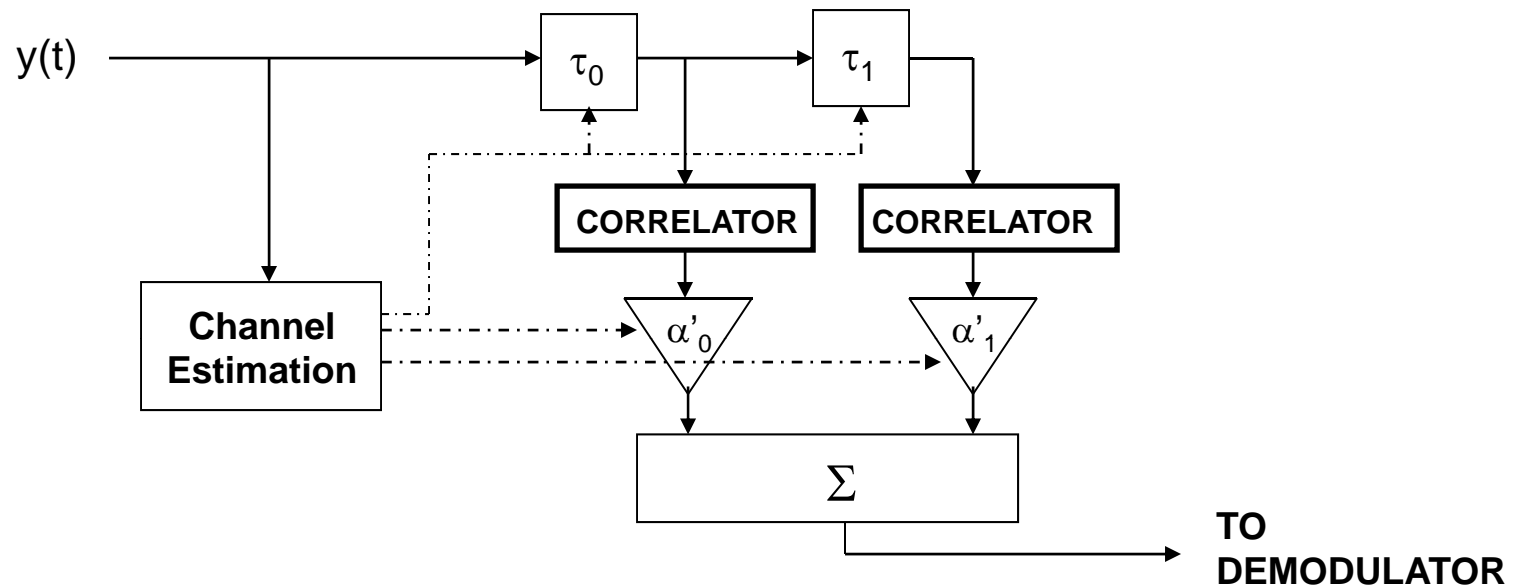 y(t)
τ0
τ1
CORRELATOR
CORRELATOR
Channel
Estimation
α’0
α’1
Σ
TO
DEMODULATOR